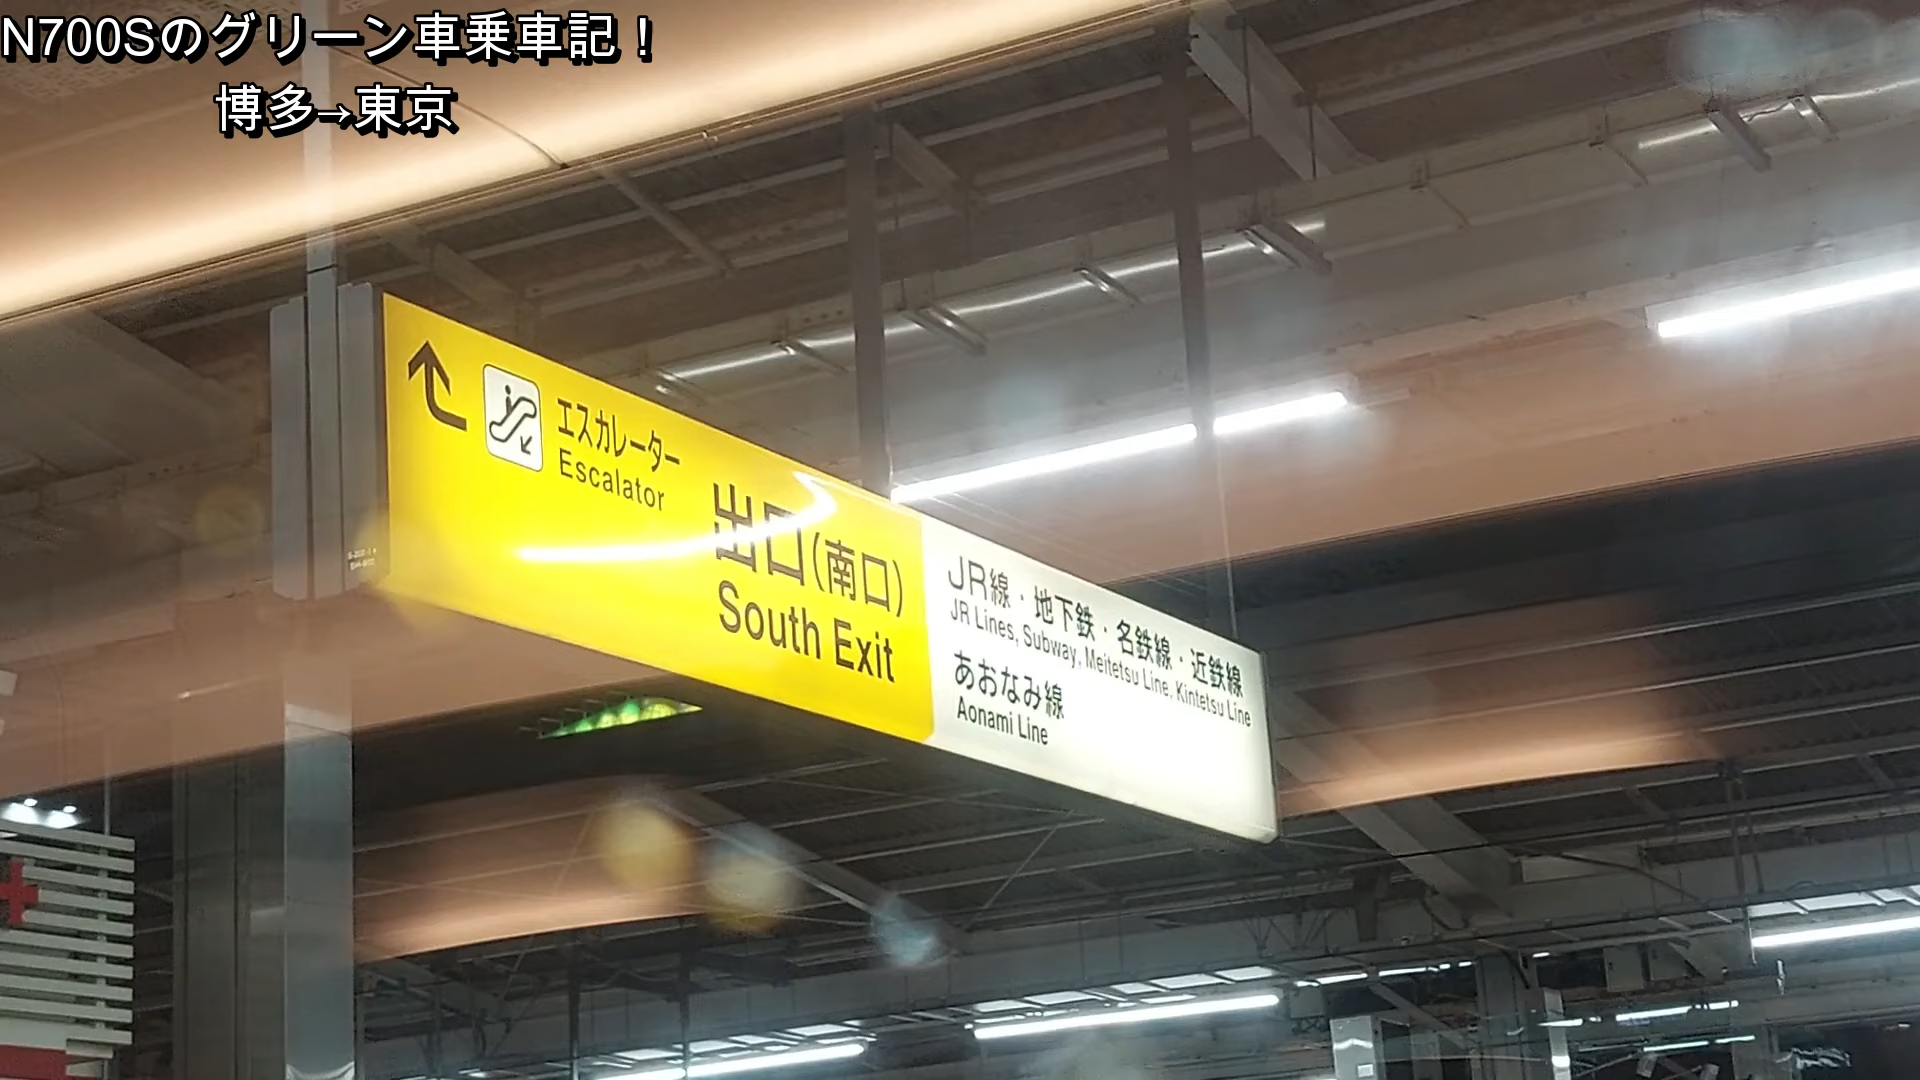 N700Sのグリーン車乗車記！
博多→東京
エスカレーター
Escalator
出口(南口)
South Exit
JR線・地下鉄・名鉄線・近鉄線
JR Lines, Subway, Meitetsu Line, Kintetsu Line
あおなみ線
Aonami Line